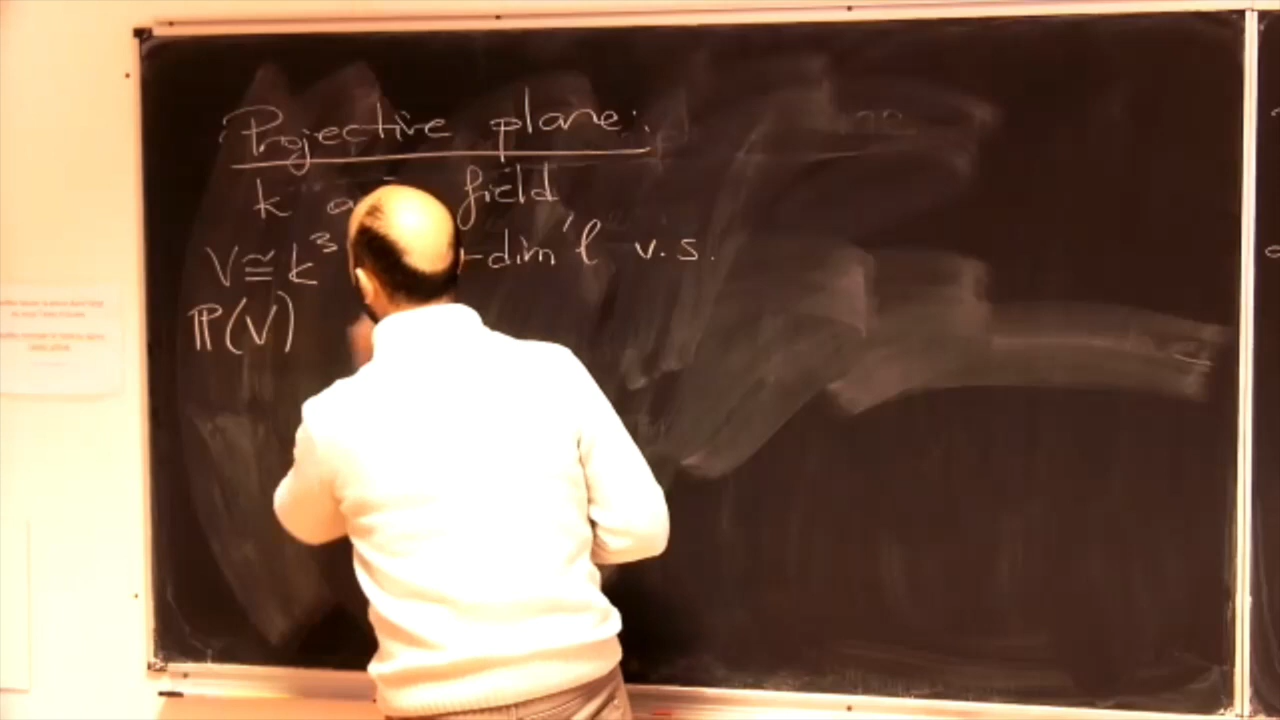 Projective plane:
k a field
V ≅ k³ -dim'l v.s.
ℙ(V)